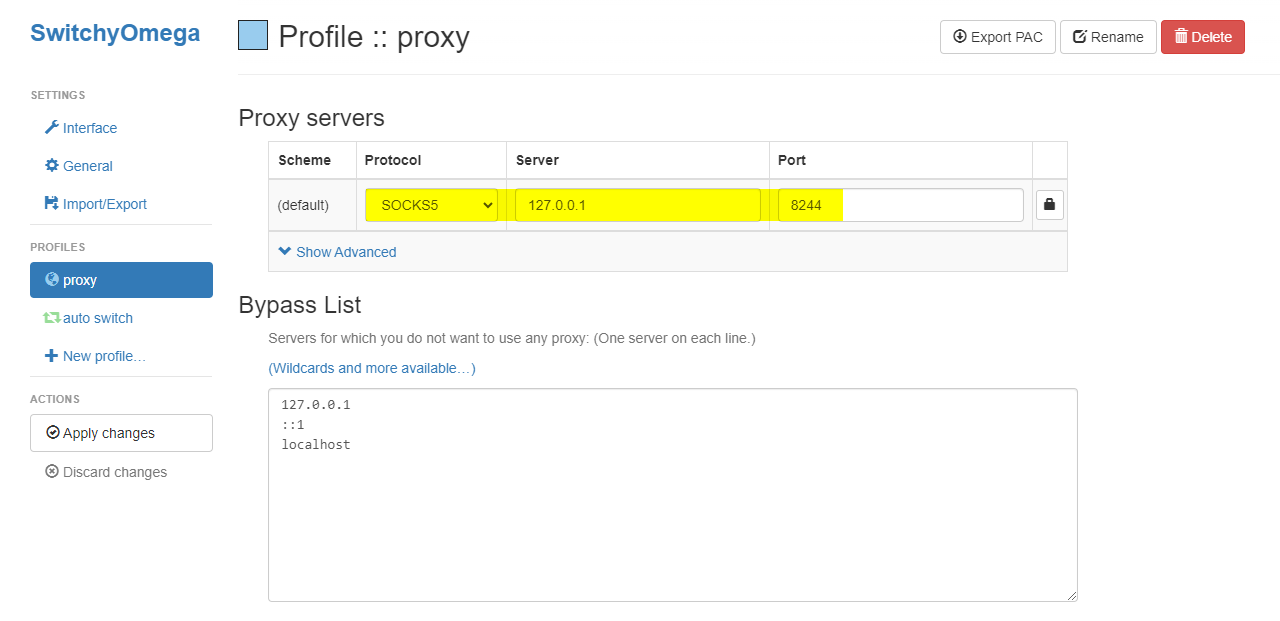 SwitchyOmega
Profile :: proxy
Export PAC
Rename
Delete
SETTINGS
Interface
General
Import/Export
PROFILES
proxy
auto switch
New profile…
ACTIONS
Apply changes
Discard changes
Proxy servers
Scheme Protocol Server Port
(default) SOCKS5 127.0.0.1 8244
Show Advanced
Bypass List
Servers for which you do not want to use any proxy: (One server on each line.)
(Wildcards and more available…)
127.0.0.1
::1
localhost